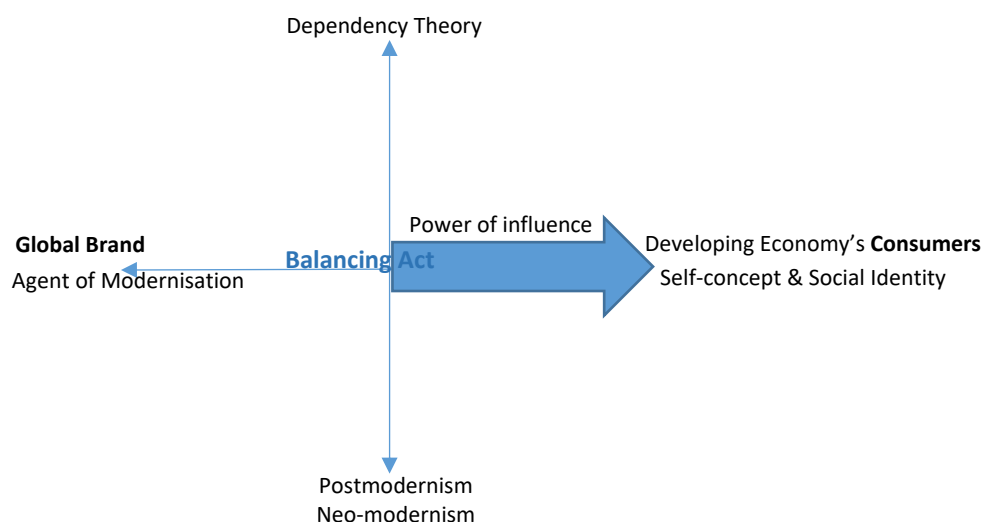 Dependency Theory
Power of influence
Global Brand
Agent of Modernisation
Balancing Act
Developing Economy’s Consumers
Self-concept & Social Identity
Postmodernism
Neo-modernism